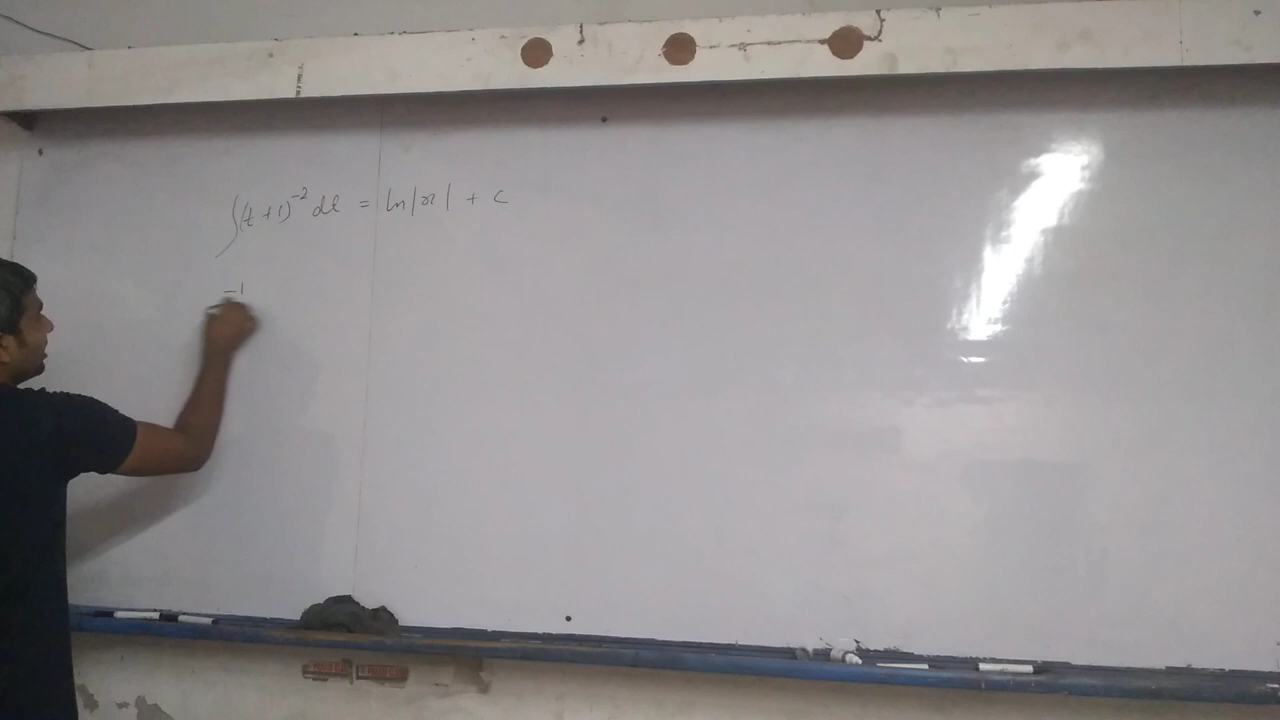 ∫(t+1)⁻² dt = ln|x| + c
-1